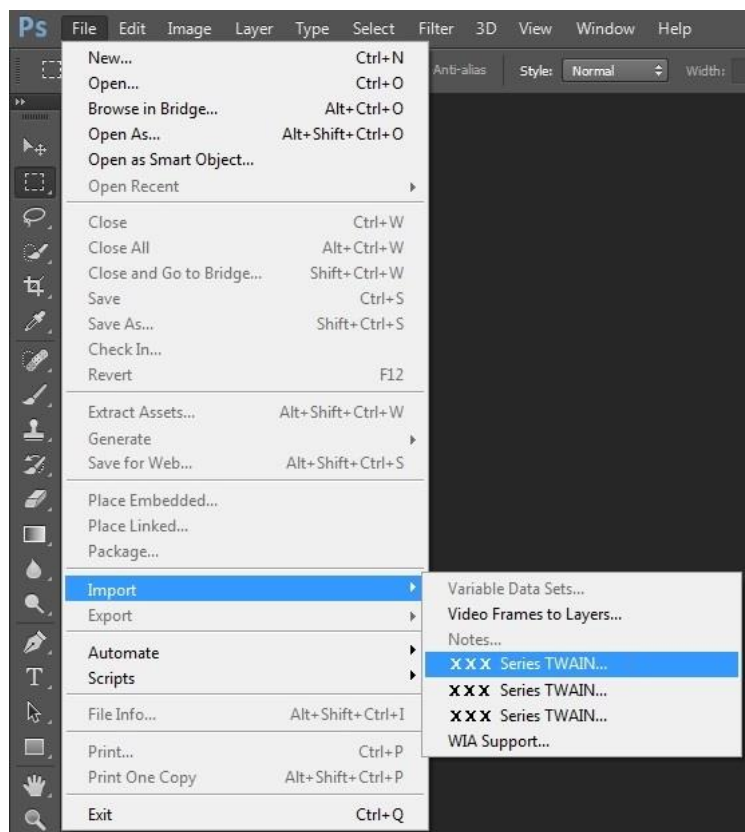 Ps File Edit Image Layer Type Select Filter 3D View Window Help
Anti-alias Style: Normal Width:
New... Ctrl+N
Open... Ctrl+O
Browse in Bridge... Alt+Ctrl+O
Open As... Alt+Shift+Ctrl+O
Open as Smart Object...
Open Recent
Close Ctrl+W
Close All Alt+Ctrl+W
Close and Go to Bridge... Shift+Ctrl+W
Save Ctrl+S
Save As... Shift+Ctrl+S
Check In...
Revert F12
Extract Assets... Alt+Shift+Ctrl+W
Generate
Save for Web... Alt+Shift+Ctrl+S
Place Embedded...
Place Linked...
Package...
Import
Export
Automate
Scripts
File Info... Alt+Shift+Ctrl+I
Print... Ctrl+P
Print One Copy Alt+Shift+Ctrl+P
Exit Ctrl+Q
Variable Data Sets...
Video Frames to Layers...
Notes...
XXX Series TWAIN...
XXX Series TWAIN...
XXX Series TWAIN...
WIA Support...